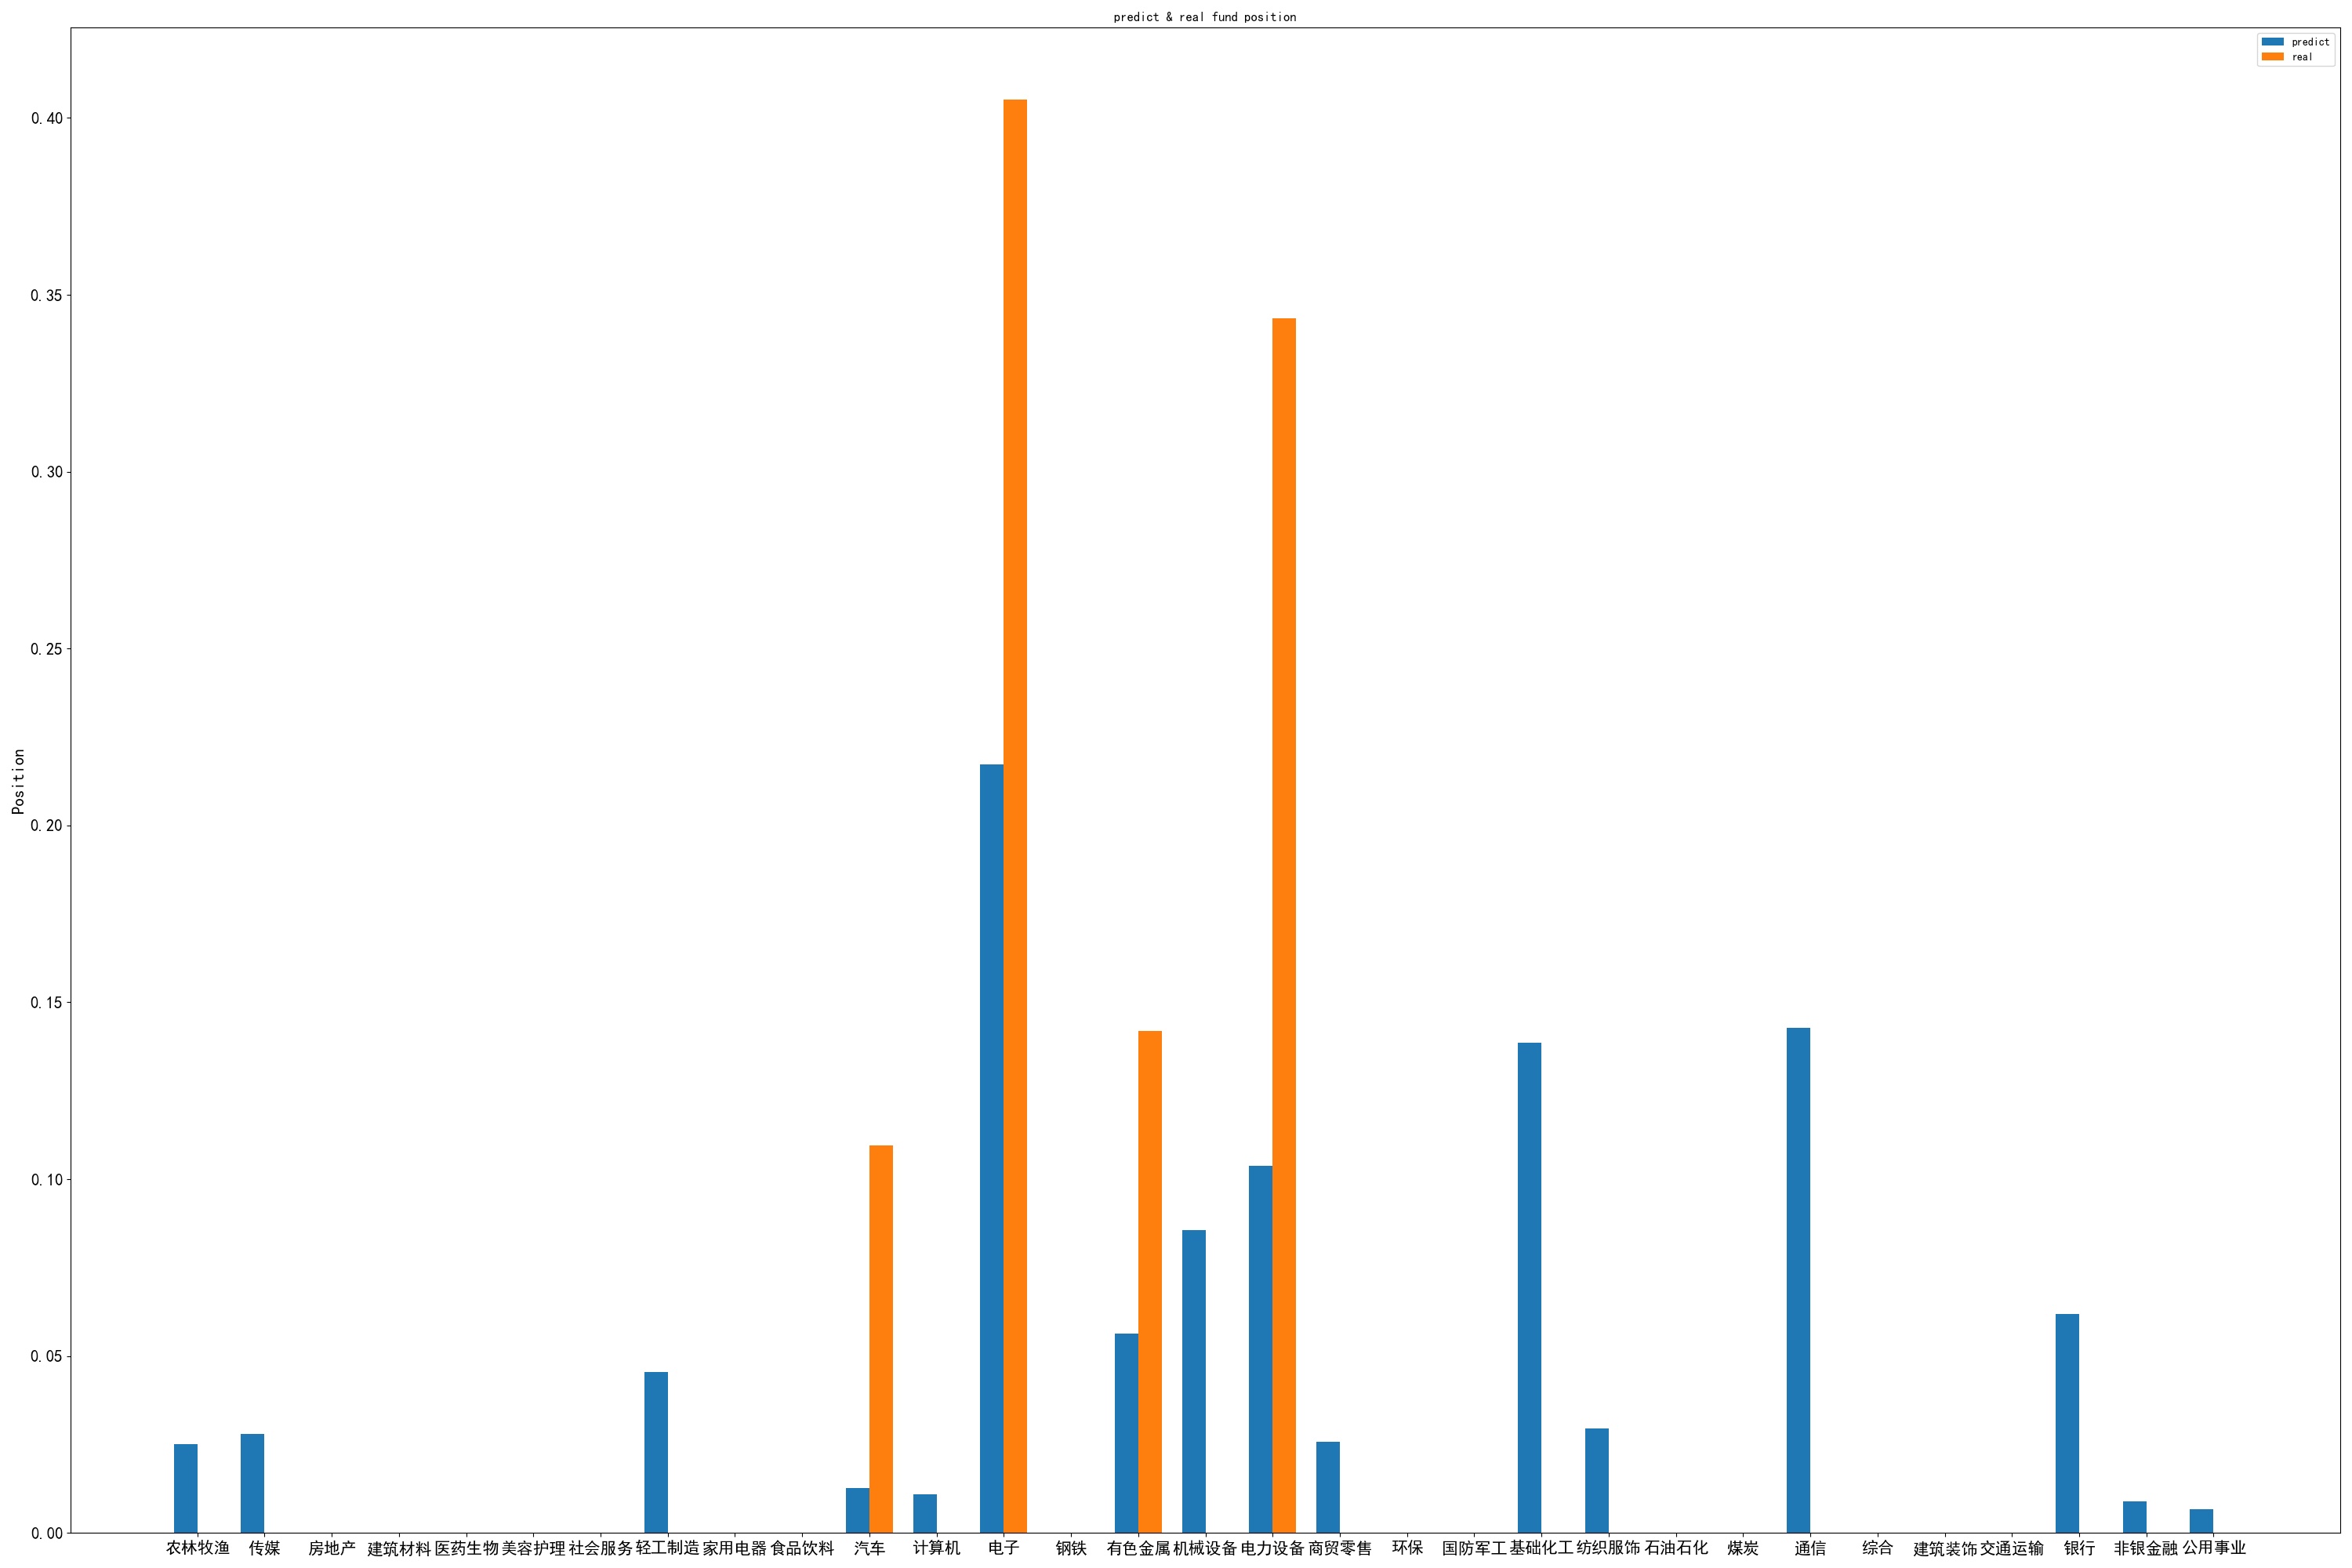 predict & real fund position
predict
real
0.40
0.35
0.30
0.25
0.20
0.15
0.10
0.05
0.00
Position
农林牧渔 传媒 房地产 建筑材料 医药生物 美容护理 社会服务 轻工制造 家用电器 食品饮料 汽车 计算机 电子 钢铁 有色金属 机械设备 电力设备 商贸零售 环保 国防军工 基础化工 纺织服饰 石油石化 煤炭 通信 综合 建筑装饰 交通运输 银行 非银金融 公用事业